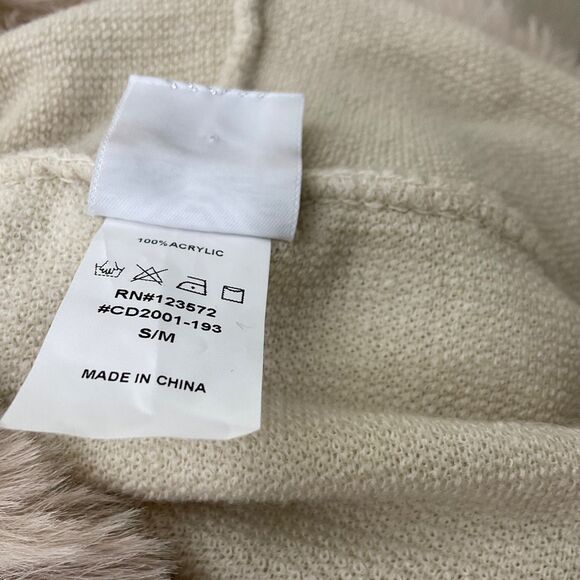 100% ACRYLIC
RN#123572
#CD2001-193
S/M
MADE IN CHINA